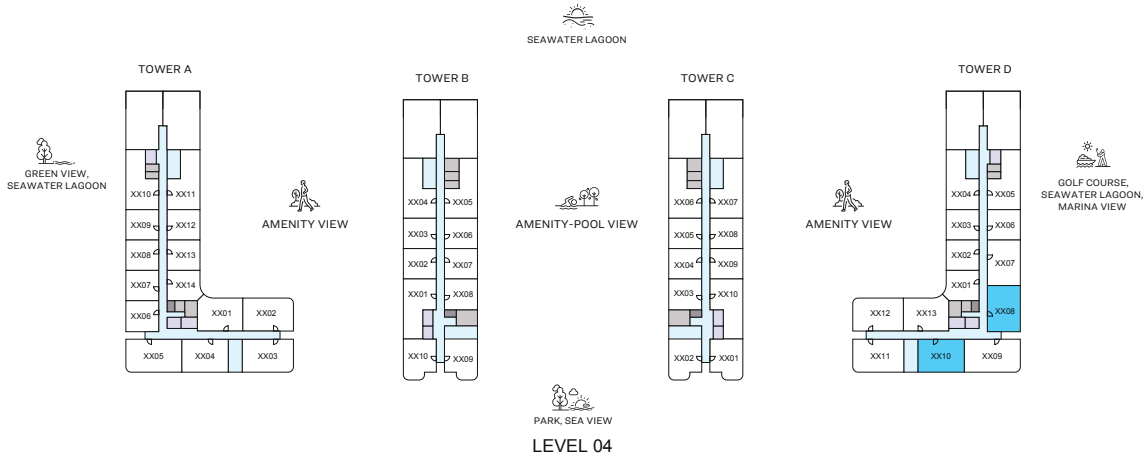 SEAWATER LAGOON
TOWER A
TOWER B
TOWER C
TOWER D
GREEN VIEW,
SEAWATER LAGOON
AMENITY VIEW
AMENITY-POOL VIEW
AMENITY VIEW
GOLF COURSE,
SEAWATER LAGOON,
MARINA VIEW
XX10 XX11
XX09 XX12
XX08 XX13
XX07 XX14
XX06 XX01 XX02
XX05 XX04 XX03
XX04 XX05
XX03 XX06
XX02 XX07
XX01 XX08
XX10 XX09
XX06 XX07
XX05 XX08
XX04 XX09
XX03 XX10
XX02 XX01
XX04 XX05
XX03 XX06
XX02 XX07
XX01
XX12 XX13 XX08
XX11 XX10 XX09
PARK, SEA VIEW
LEVEL 04